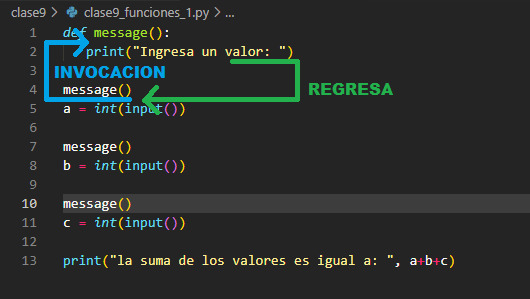 clase9 > clase9_funciones_1.py > ...
1 def message():
2 print("Ingresa un valor: ")
3 INVOCACION
4 message() REGRESA
5 a = int(input())
6
7 message()
8 b = int(input())
9
10 message()
11 c = int(input())
12
13 print("la suma de los valores es igual a: ", a+b+c)